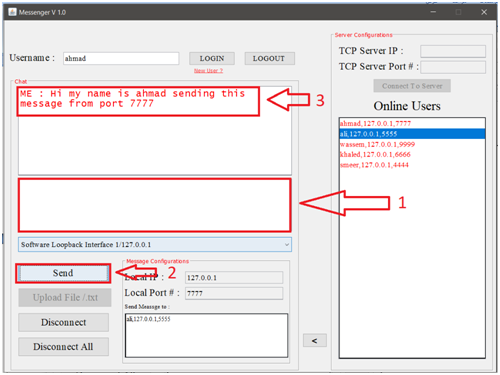 Messenger V 1.0
Username :
ahmad
LOGIN
LOGOUT
New User ?
Chat
ME : Hi my name is ahmad sending this
message from port 7777
3
1
Software Loopback Interface 1/127.0.0.1
Send
2
Upload File /.txt
Disconnect
Disconnect All
Message Configurations
Local IP :
127.0.0.1
Local Port # :
7777
Send Message to :
ali,127.0.0.1,5555
<
Server Configurations
TCP Server IP :
TCP Server Port # :
Connect To Server
Online Users
ahmad,127.0.0.1,7777
ali,127.0.0.1,5555
wassem,127.0.0.1,9999
khaled,127.0.0.1,6666
umeer,127.0.0.1,4444